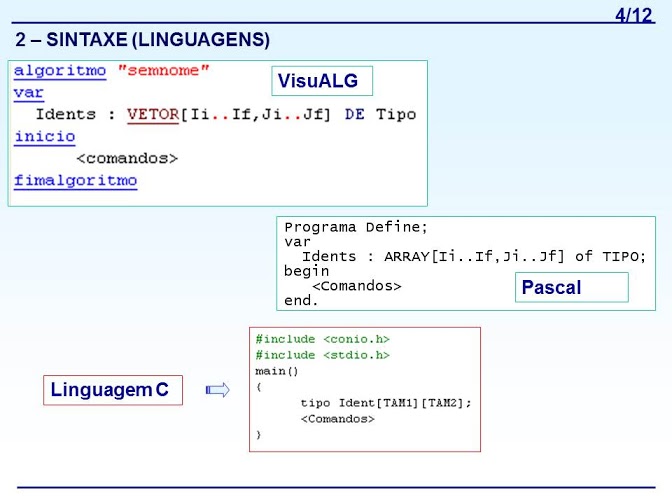 4/12
2 – SINTAXE (LINGUAGENS)
algoritmo "semnome"
VisuALG
var
Idents : VETOR[Ii..If,Ji..Jf] DE Tipo
inicio
<comandos>
fimalgoritmo
Programa Define;
var
Idents : ARRAY[Ii..If,Ji..Jf] of TIPO;
begin
<Comandos>
end.
Pascal
#include <conio.h>
#include <stdio.h>
main()
{
tipo Ident[TAM1][TAM2];
<Comandos>
}
Linguagem C